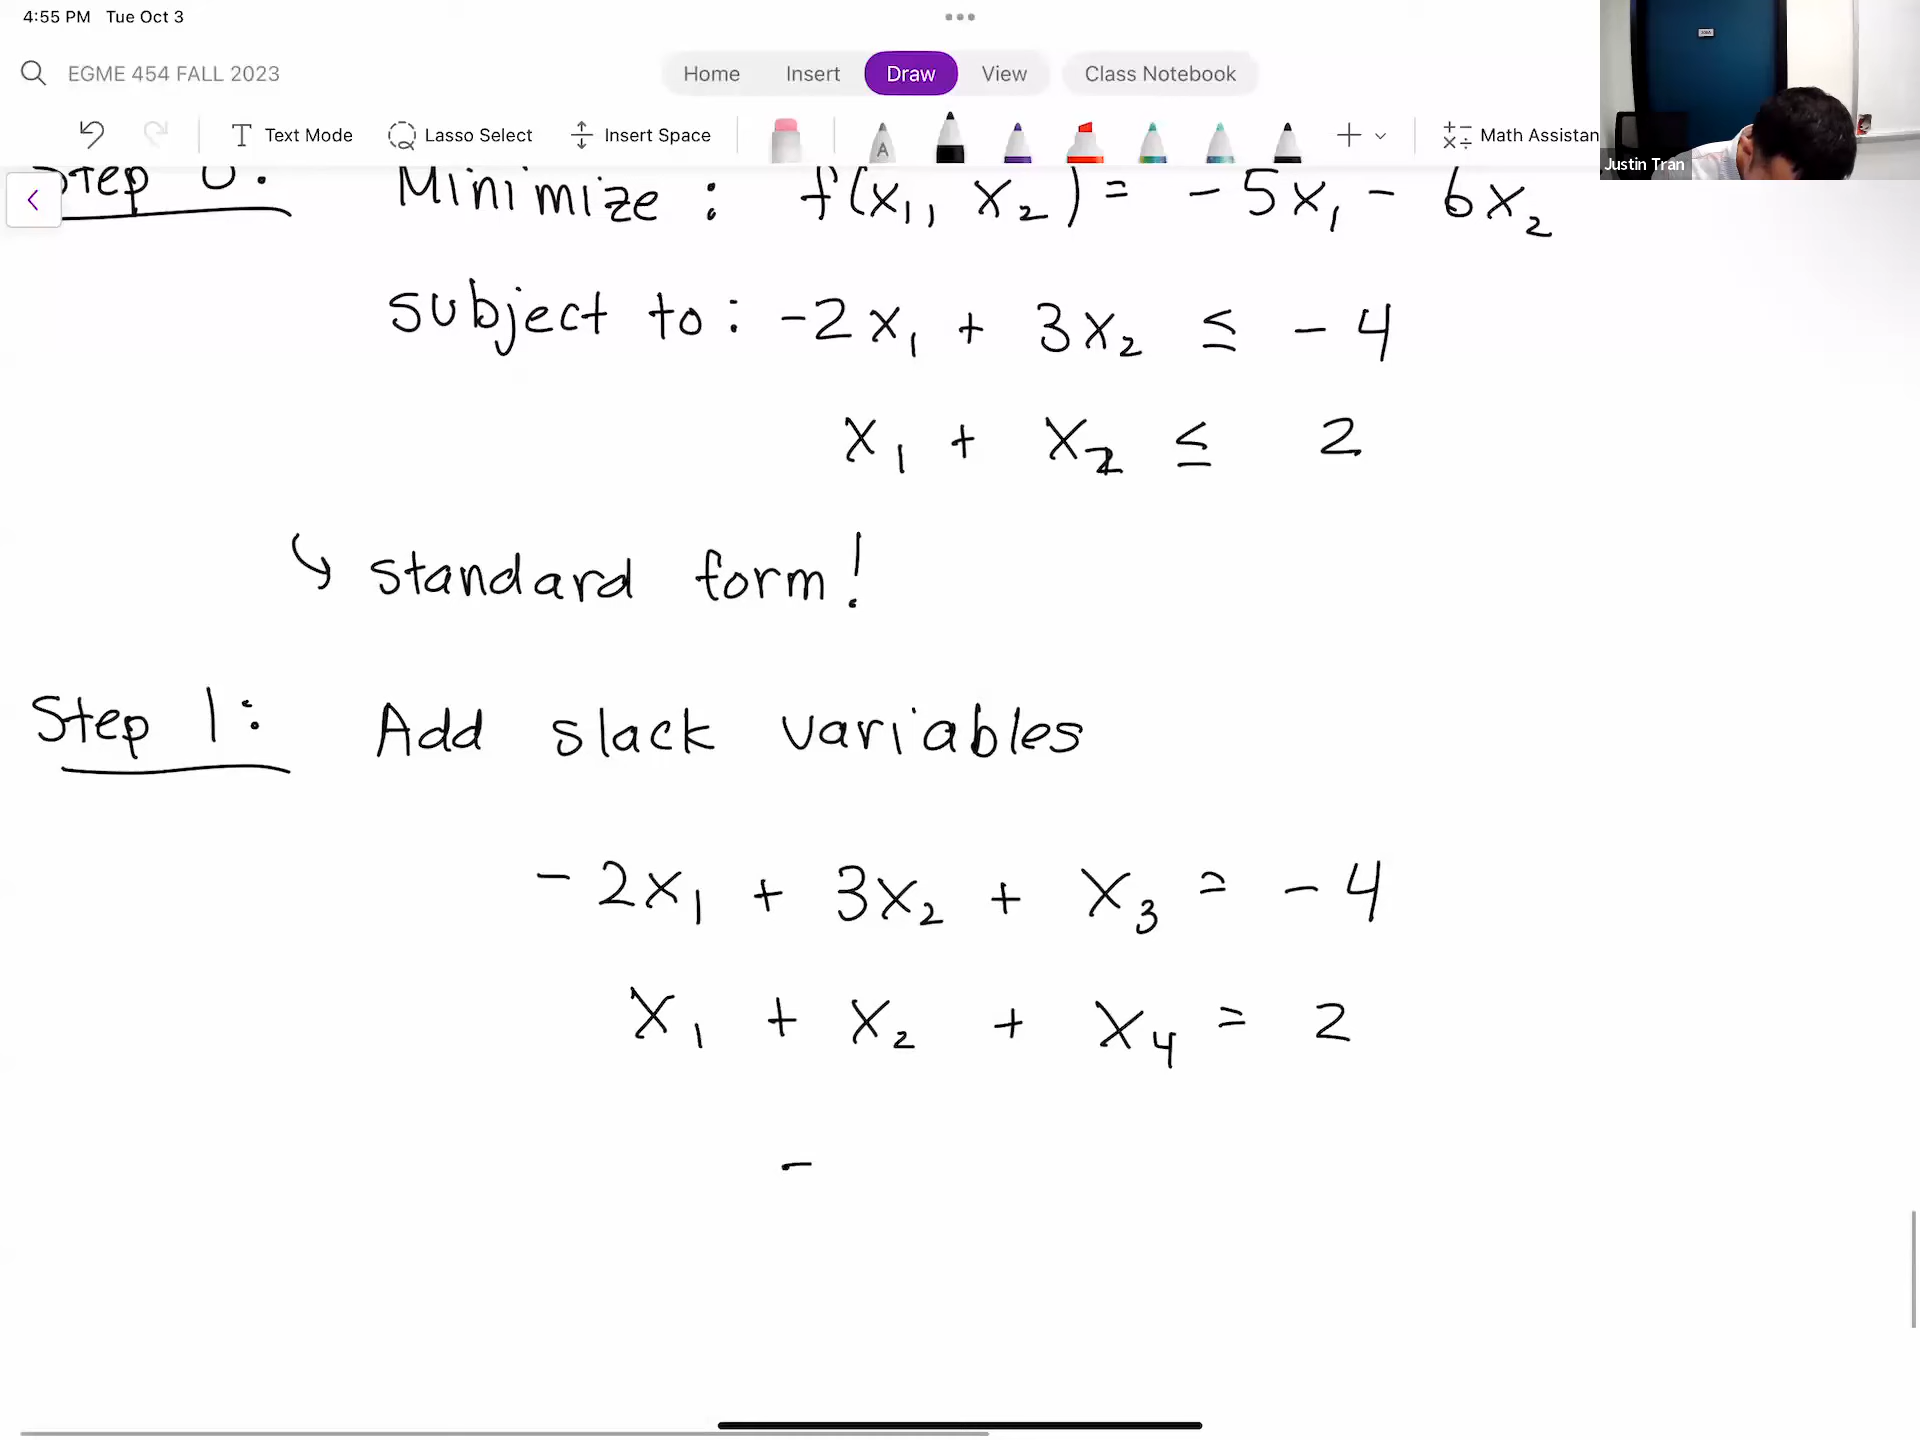 4:55 PM Tue Oct 3
EGME 454 FALL 2023
Home Insert Draw View Class Notebook
Text Mode Lasso Select Insert Space A Math Assistan
Justin Tran
Step 0: Minimize : f(x₁, x₂) = -5x₁ - 6x₂
subject to: -2x₁ + 3x₂ ≤ -4
x₁ + x₂ ≤ 2
↳ standard form!
Step 1: Add slack variables
-2x₁ + 3x₂ + x₃ = -4
x₁ + x₂ + x₄ = 2
-